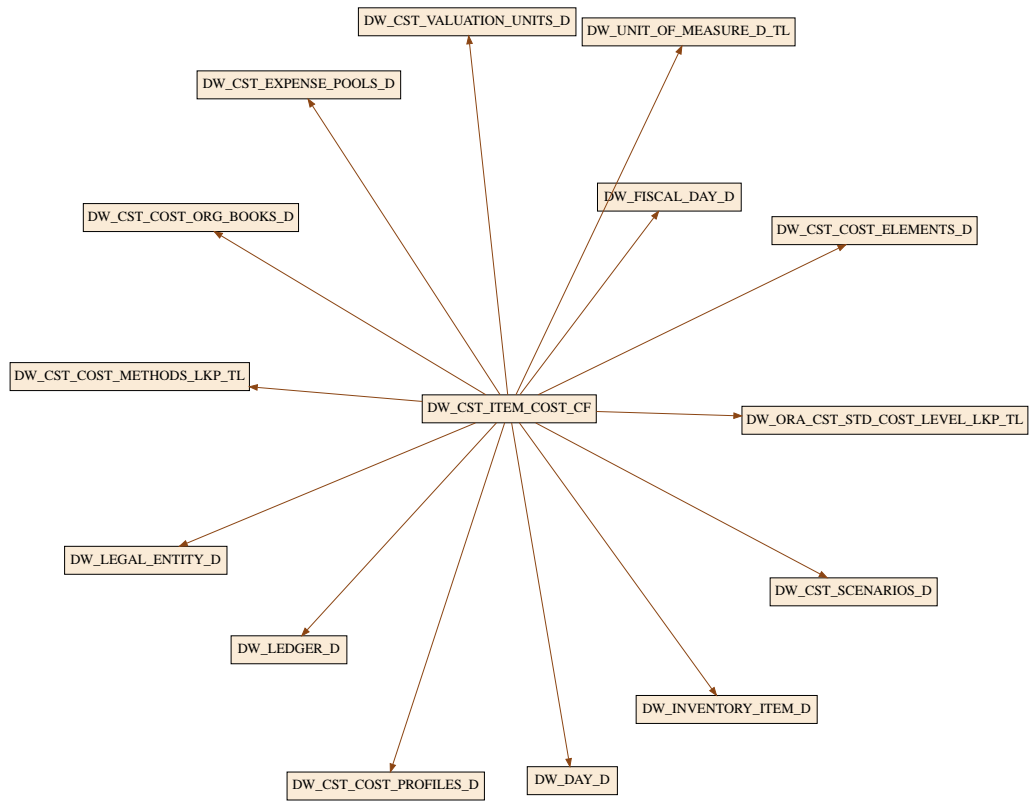 DW_CST_VALUATION_UNITS_D
DW_UNIT_OF_MEASURE_D_TL
DW_CST_EXPENSE_POOLS_D
DW_FISCAL_DAY_D
DW_CST_COST_ORG_BOOKS_D
DW_CST_COST_ELEMENTS_D
DW_CST_COST_METHODS_LKP_TL
DW_CST_ITEM_COST_CF
DW_ORA_CST_STD_COST_LEVEL_LKP_TL
DW_LEGAL_ENTITY_D
DW_CST_SCENARIOS_D
DW_LEDGER_D
DW_INVENTORY_ITEM_D
DW_CST_COST_PROFILES_D
DW_DAY_D